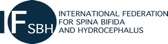 IFSBH
INTERNATIONAL FEDERATION
FOR SPINA BIFIDA
AND HYDROCEPHALUS